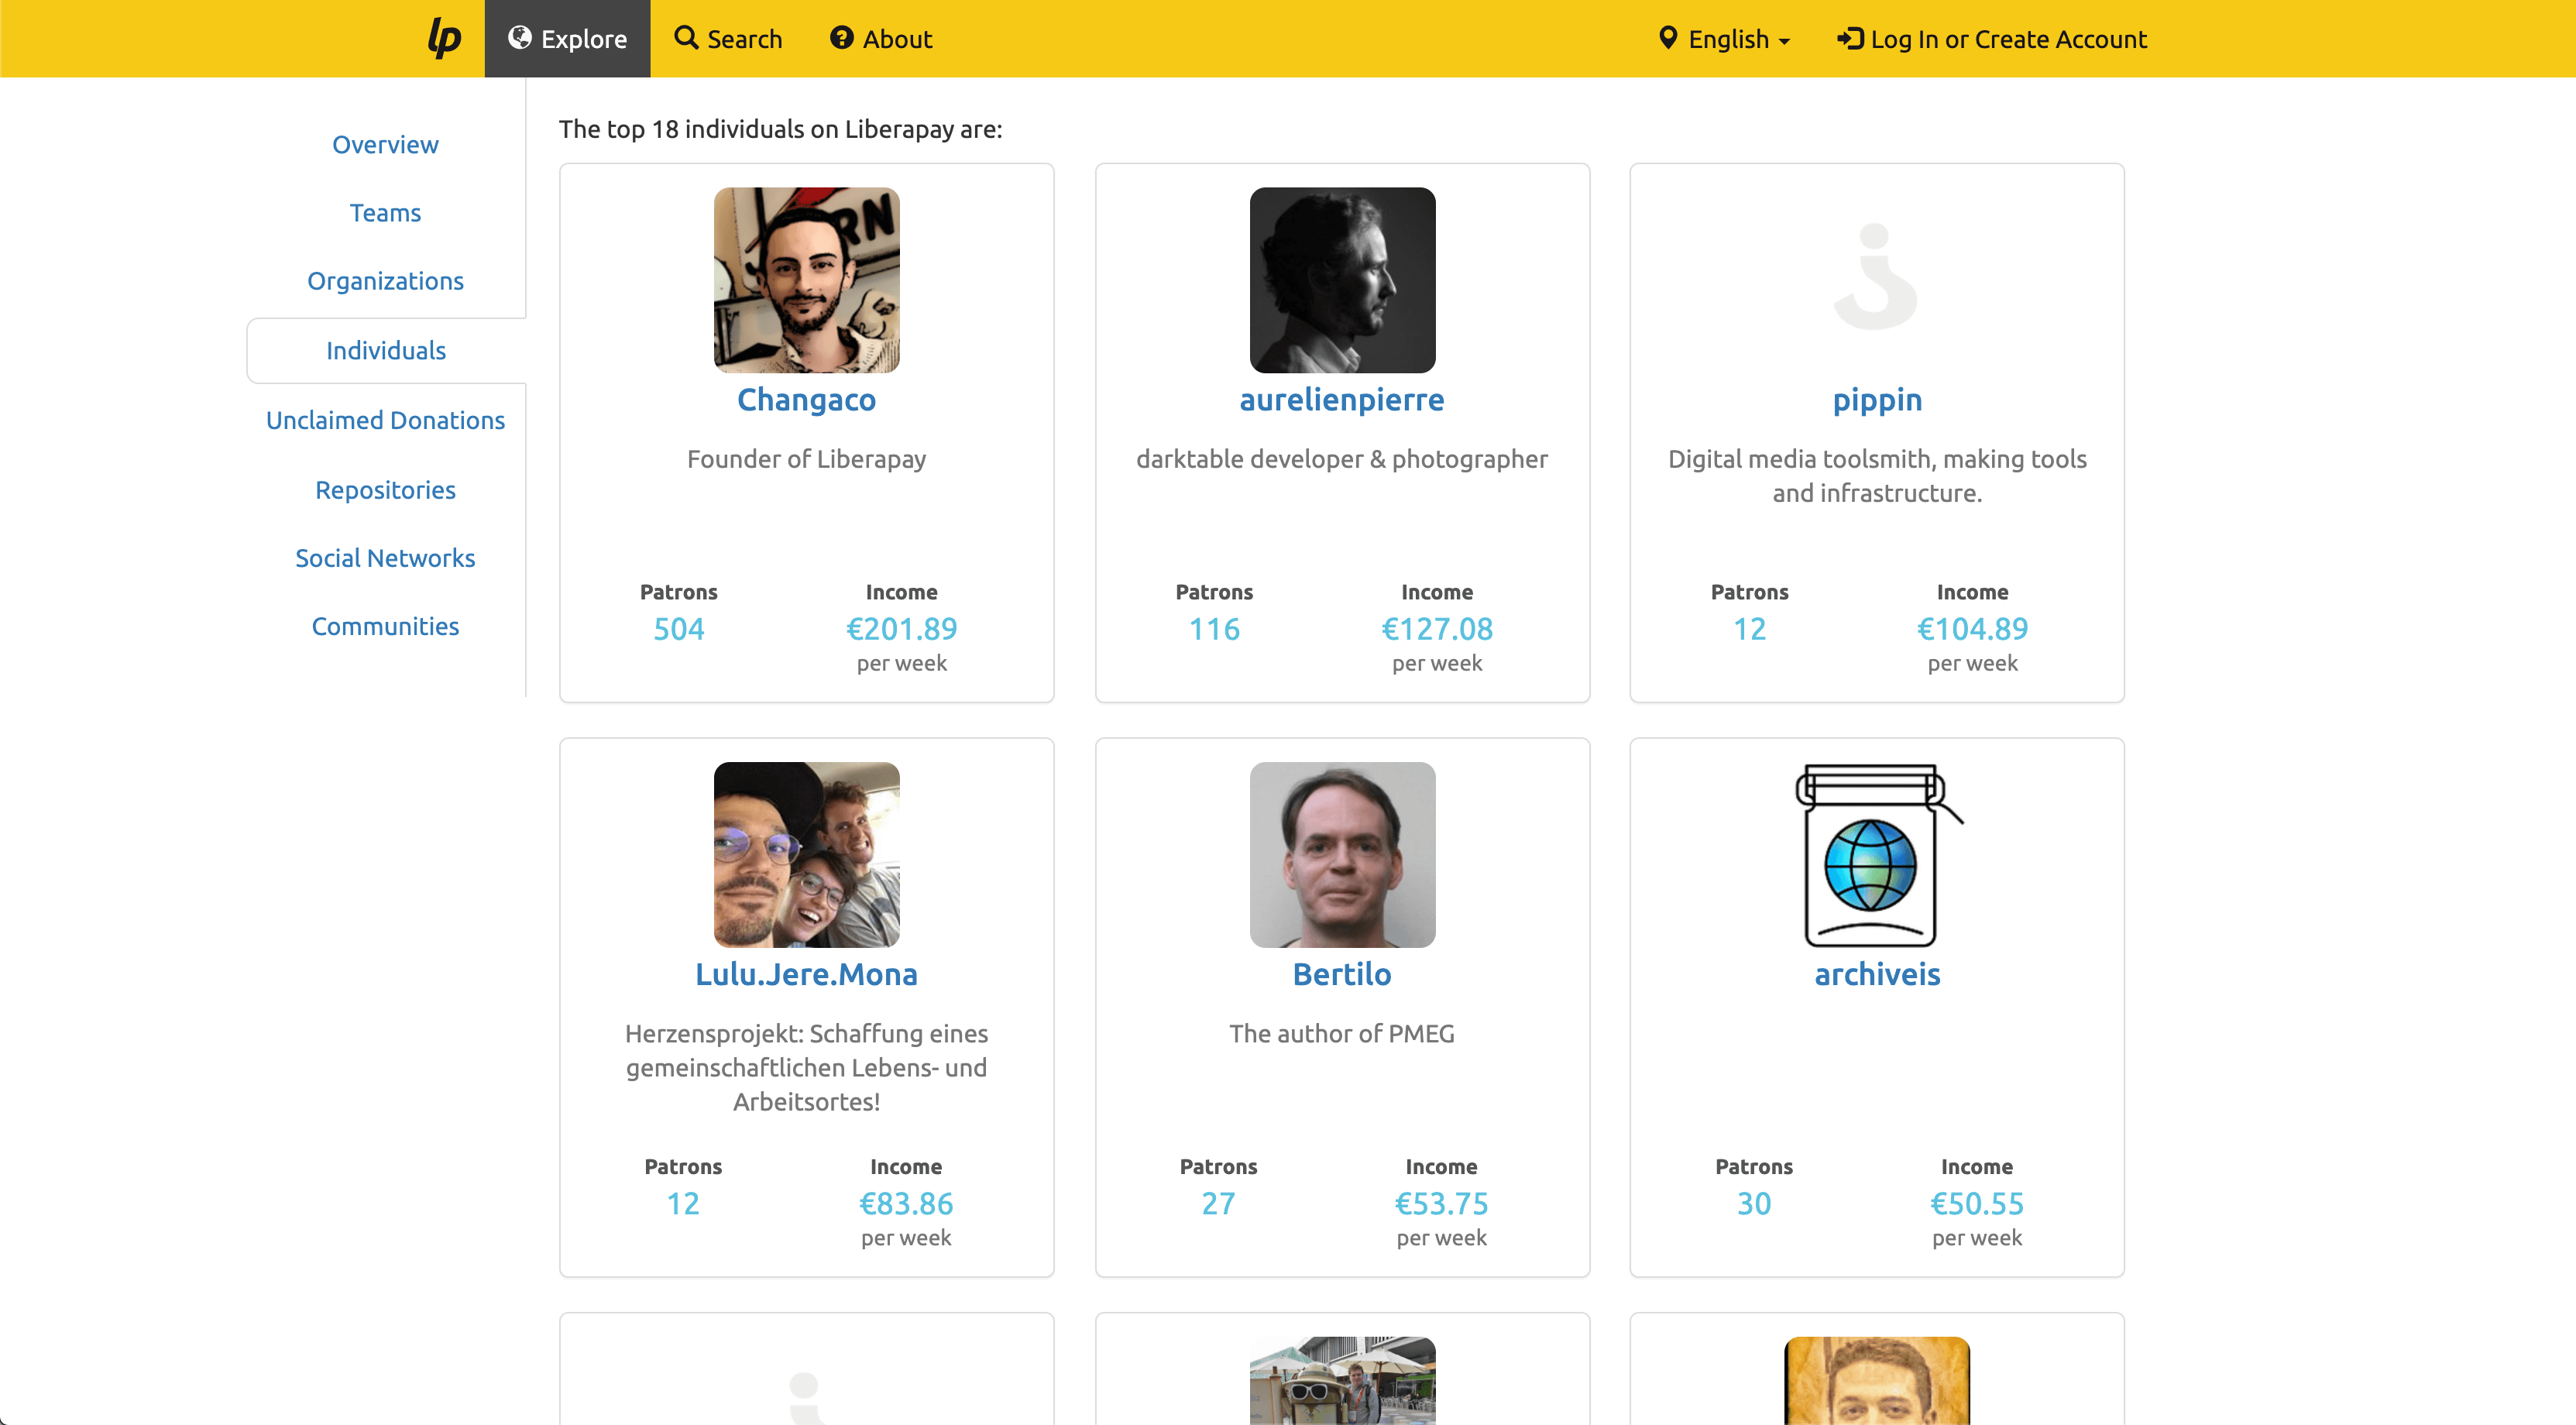 lp
Explore
Search
About
English
Log In or Create Account
Overview
Teams
Organizations
Individuals
Unclaimed Donations
Repositories
Social Networks
Communities
The top 18 individuals on Liberapay are:
RN
Changaco
Founder of Liberapay
Patrons
504
Income
€201.89
per week
aurelienpierre
darktable developer & photographer
Patrons
116
Income
€127.08
per week
pippin
Digital media toolsmith, making tools
and infrastructure.
Patrons
12
Income
€104.89
per week
Lulu.Jere.Mona
Herzensprojekt: Schaffung eines
gemeinschaftlichen Lebens- und
Arbeitsortes!
Patrons
12
Income
€83.86
per week
Bertilo
The author of PMEG
Patrons
27
Income
€53.75
per week
archiveis
Patrons
30
Income
€50.55
per week